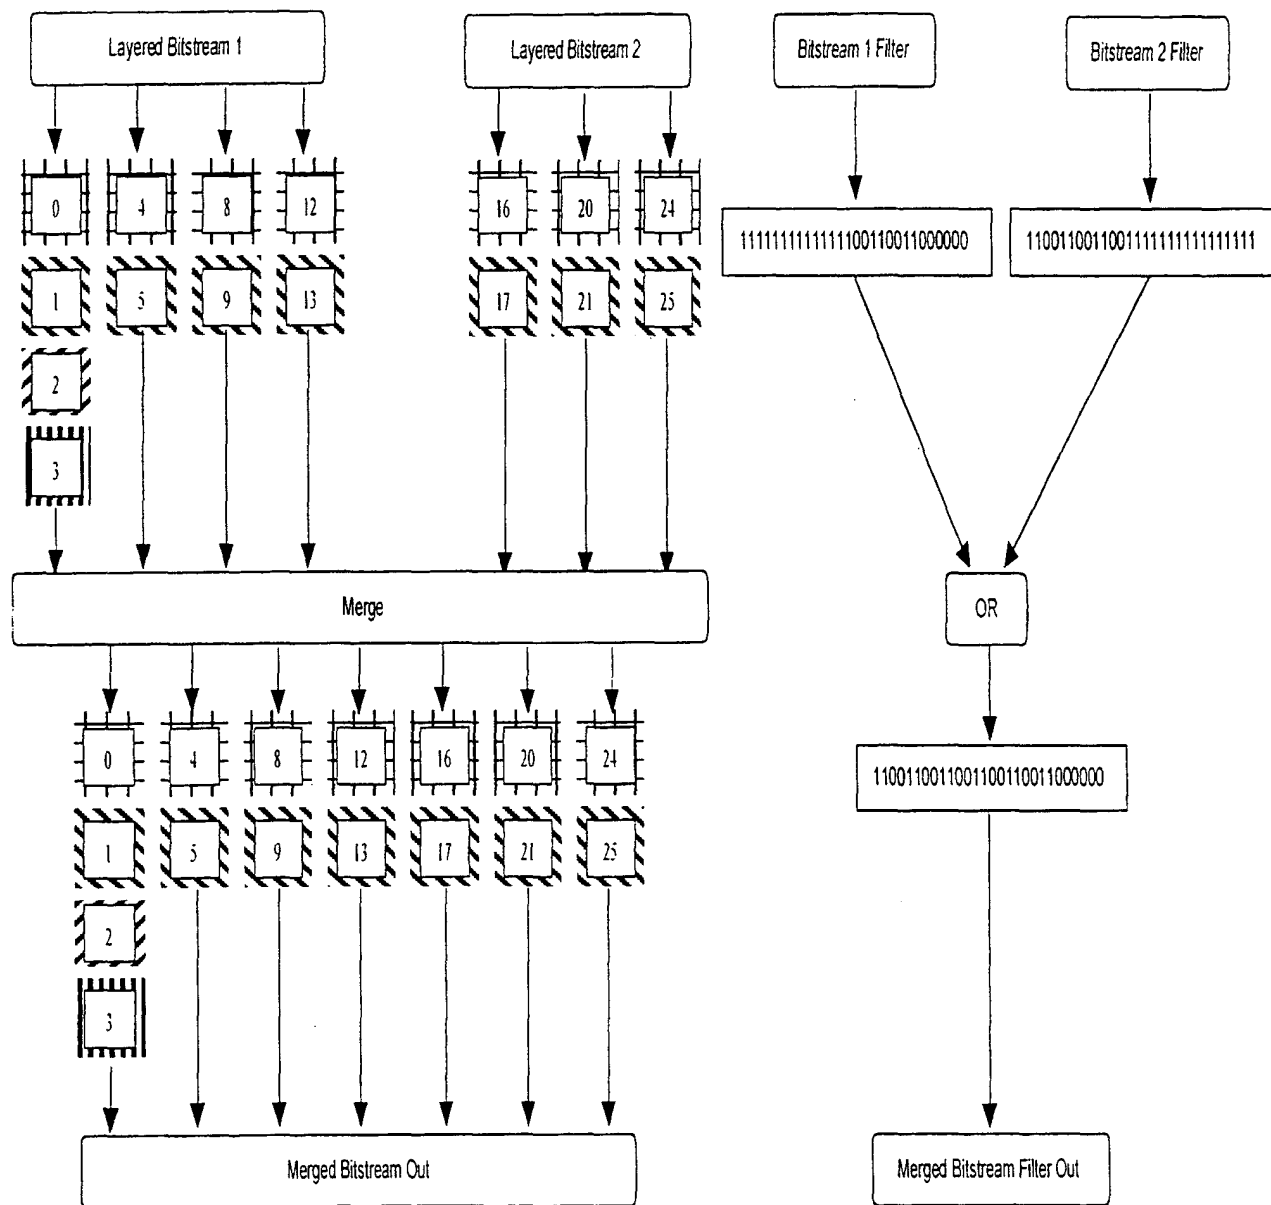 Layered Bitstream 1
Layered Bitstream 2
Bitstream 1 Filter
Bitstream 2 Filter
0 4 8 12 16 20 24
1111111111111100110011000000
1100110011001111111111111111
1 5 9 13 17 21 25
2
3
Merge
OR
0 4 8 12 16 20 24
1100110011001100110011000000
1 5 9 13 17 21 25
2
3
Merged Bitstream Out
Merged Bitstream Filter Out